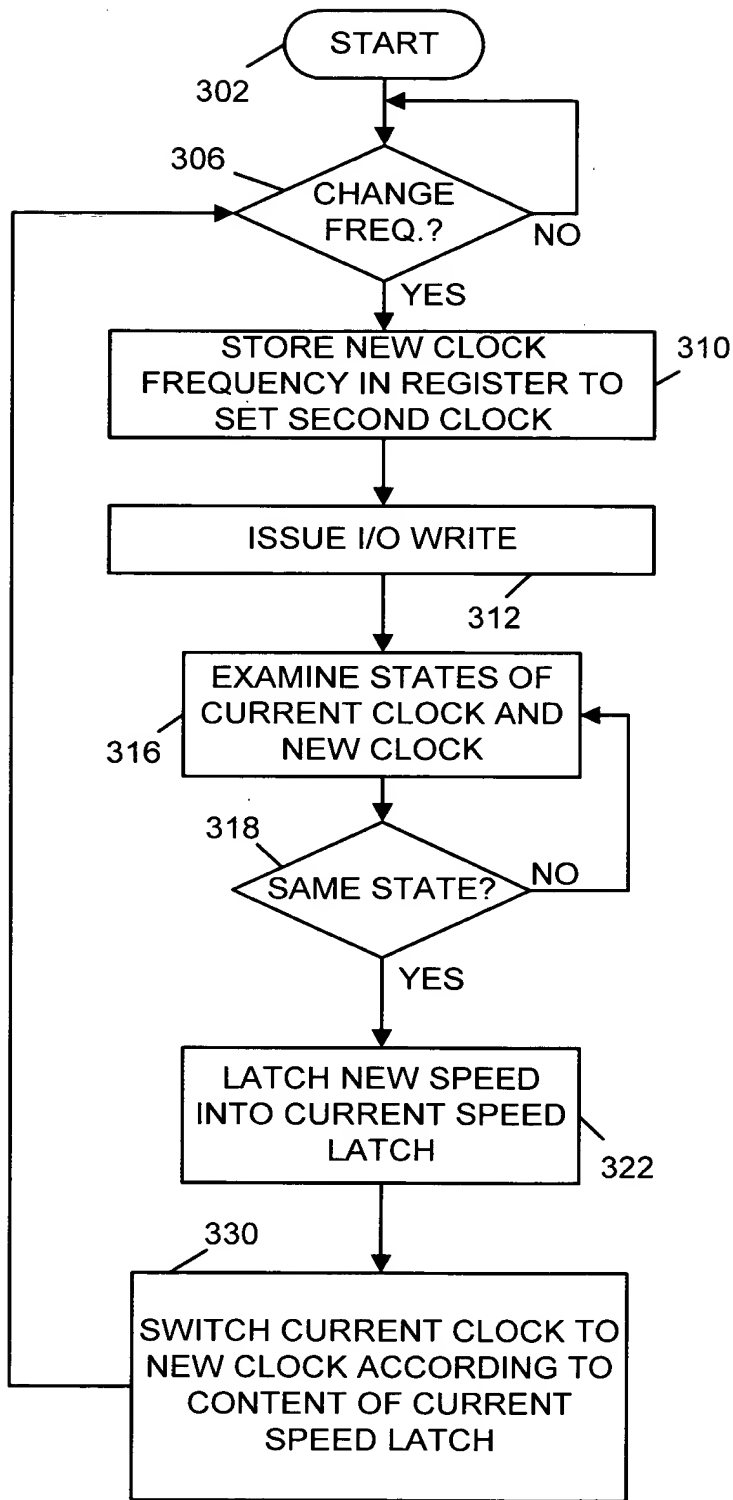 START
302
306
CHANGE
FREQ.?
NO
YES
STORE NEW CLOCK
FREQUENCY IN REGISTER TO
SET SECOND CLOCK
310
ISSUE I/O WRITE
312
EXAMINE STATES OF
CURRENT CLOCK AND
NEW CLOCK
316
318
SAME STATE?
NO
YES
LATCH NEW SPEED
INTO CURRENT SPEED
LATCH
322
330
SWITCH CURRENT CLOCK TO
NEW CLOCK ACCORDING TO
CONTENT OF CURRENT
SPEED LATCH